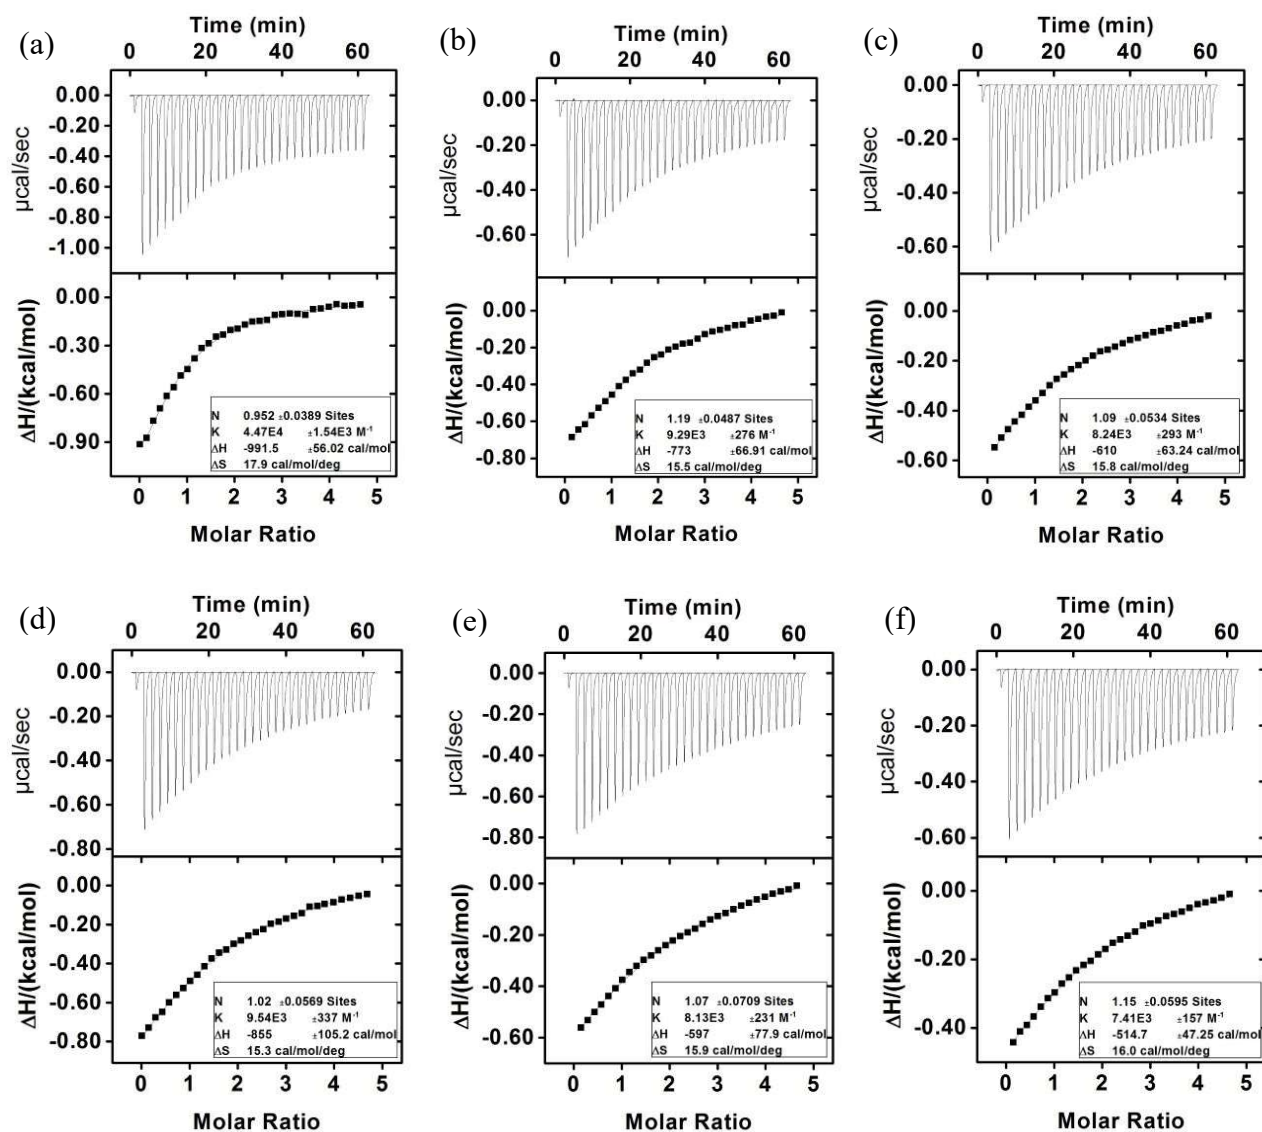 (a)
Time (min)
0 20 40 60
0.00
-0.20
-0.40
-0.60
-0.80
-1.00
µcal/sec
0.00
-0.30
-0.60
-0.90
ΔH/(kcal/mol)
N 0.952 ±0.0389 Sites
K 4.47E4 ±1.54E3 M⁻¹
ΔH -991.5 ±56.02 cal/mol
ΔS 17.9 cal/mol/deg
0 1 2 3 4 5
Molar Ratio
(b)
Time (min)
0 20 40 60
0.00
-0.20
-0.40
-0.60
µcal/sec
0.00
-0.20
-0.40
-0.60
-0.80
ΔH/(kcal/mol)
N 1.19 ±0.0487 Sites
K 9.29E3 ±276 M⁻¹
ΔH -773 ±66.91 cal/mol
ΔS 15.5 cal/mol/deg
0 1 2 3 4 5
Molar Ratio
(c)
Time (min)
0 20 40 60
0.00
-0.20
-0.40
-0.60
µcal/sec
0.00
-0.20
-0.40
-0.60
ΔH/(kcal/mol)
N 1.09 ±0.0534 Sites
K 8.24E3 ±293 M⁻¹
ΔH -610 ±63.24 cal/mol
ΔS 15.8 cal/mol/deg
0 1 2 3 4 5
Molar Ratio
(d)
Time (min)
0 20 40 60
0.00
-0.20
-0.40
-0.60
-0.80
µcal/sec
0.00
-0.20
-0.40
-0.60
-0.80
ΔH/(kcal/mol)
N 1.02 ±0.0569 Sites
K 9.54E3 ±337 M⁻¹
ΔH -855 ±105.2 cal/mol
ΔS 15.3 cal/mol/deg
0 1 2 3 4 5
Molar Ratio
(e)
Time (min)
0 20 40 60
0.00
-0.20
-0.40
-0.60
-0.80
µcal/sec
0.00
-0.20
-0.40
-0.60
ΔH/(kcal/mol)
N 1.07 ±0.0709 Sites
K 8.13E3 ±231 M⁻¹
ΔH -597 ±77.9 cal/mol
ΔS 15.9 cal/mol/deg
0 1 2 3 4 5
Molar Ratio
(f)
Time (min)
0 20 40 60
0.00
-0.20
-0.40
-0.60
µcal/sec
0.00
-0.20
-0.40
ΔH/(kcal/mol)
N 1.15 ±0.0595 Sites
K 7.41E3 ±157 M⁻¹
ΔH -514.7 ±47.25 cal/mol
ΔS 16.0 cal/mol/deg
0 1 2 3 4 5
Molar Ratio